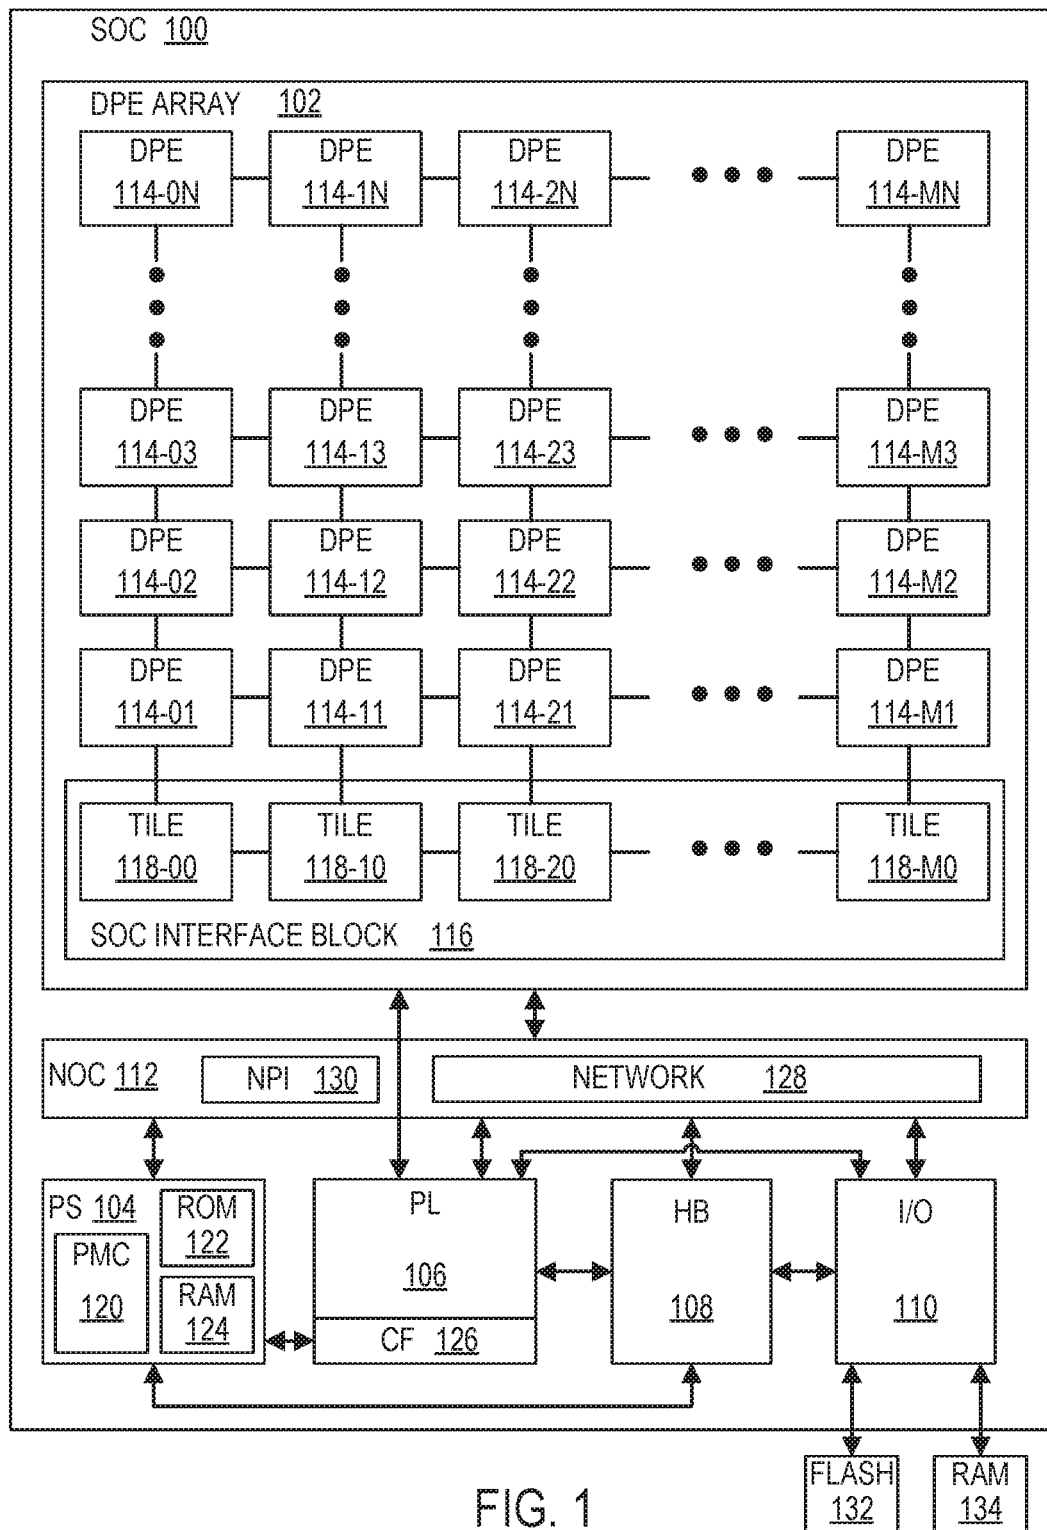 SOC 100
DPE ARRAY 102
DPE DPE DPE DPE
114-0N 114-1N 114-2N 114-MN
DPE DPE DPE DPE
114-03 114-13 114-23 114-M3
DPE DPE DPE DPE
114-02 114-12 114-22 114-M2
DPE DPE DPE DPE
114-01 114-11 114-21 114-M1
TILE TILE TILE TILE
118-00 118-10 118-20 118-M0
SOC INTERFACE BLOCK 116
NOC 112
NPI 130
NETWORK 128
PS 104
ROM
122
PMC
120
RAM
124
PL
106
CF 126
HB
108
I/O
110
FLASH
132
RAM
134
FIG. 1